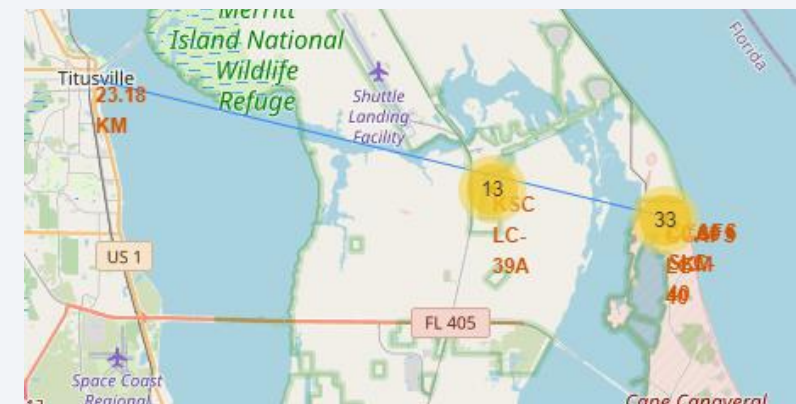 Merritt
Island National
Wildlife
Refuge
Florida
Titusville
23.18
KM
Shuttle
Landing
Facility
13
KSC
LC-
39A
33
40
US 1
FL 405
Space Coast
Regional
Cape Canaveral